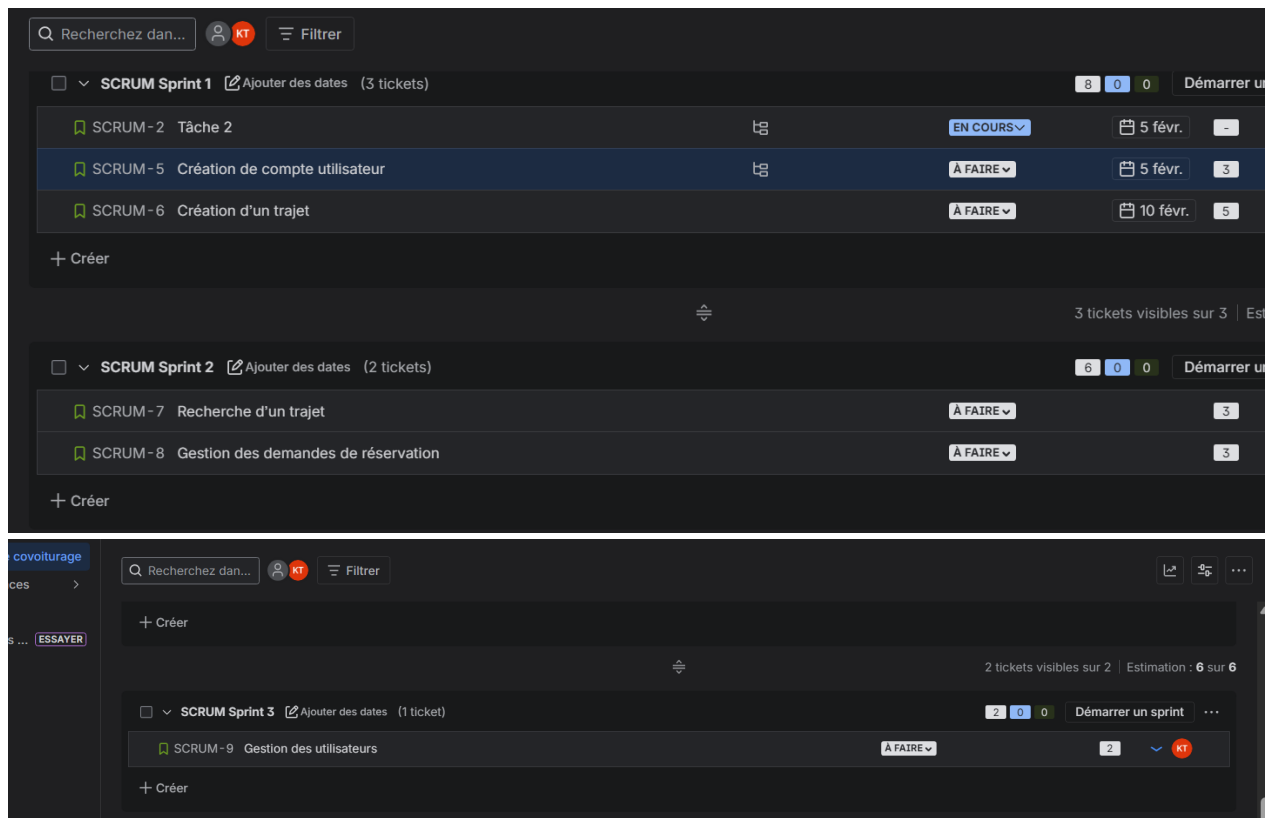 Recherchez dan... KT Filtrer
SCRUM Sprint 1 Ajouter des dates (3 tickets) 8 0 0 Démarrer un
SCRUM-2 Tâche 2 EN COURS 5 févr. -
SCRUM-5 Création de compte utilisateur À FAIRE 5 févr. 3
SCRUM-6 Création d'un trajet À FAIRE 10 févr. 5
+ Créer
3 tickets visibles sur 3 Est
SCRUM Sprint 2 Ajouter des dates (2 tickets) 6 0 0 Démarrer un
SCRUM-7 Recherche d'un trajet À FAIRE 3
SCRUM-8 Gestion des demandes de réservation À FAIRE 3
+ Créer
e covoiturage
Recherchez dan... KT Filtrer
ces
+ Créer
s ... ESSAYER
2 tickets visibles sur 2 Estimation : 6 sur 6
SCRUM Sprint 3 Ajouter des dates (1 ticket) 2 0 0 Démarrer un sprint ...
SCRUM-9 Gestion des utilisateurs À FAIRE 2 KT
+ Créer